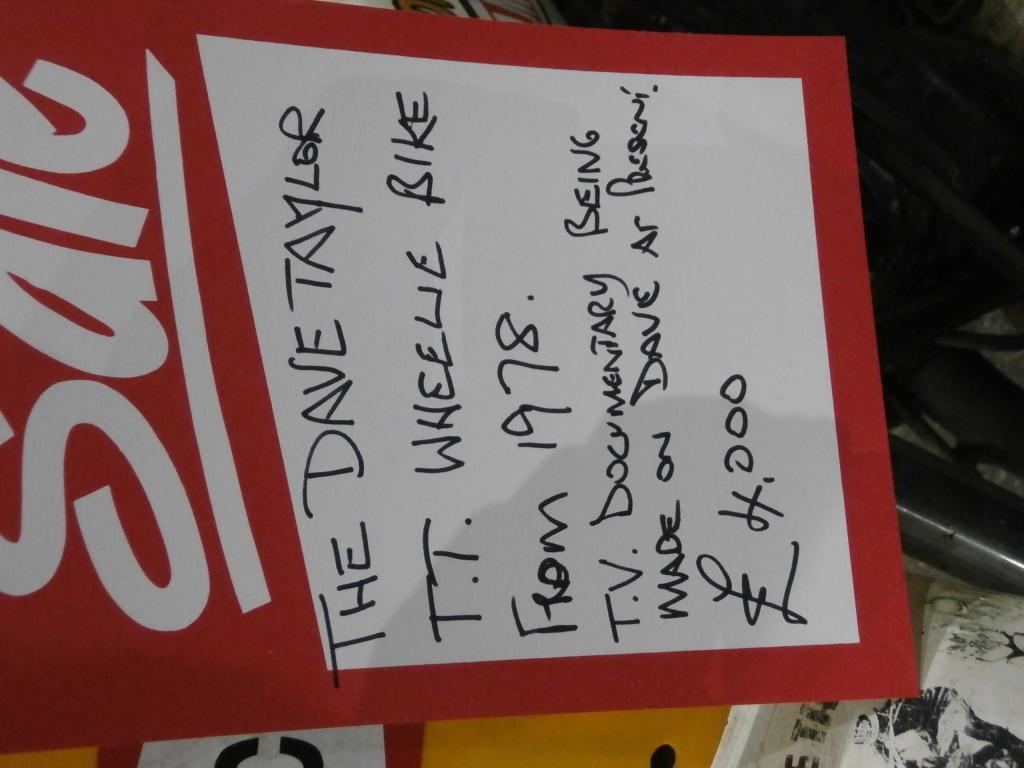 Sale
THE DAVE TAYLOR
T.T. WHEELIE BIKE
FROM 1978.
T.V. DOCUMENTARY BEING
MADE ON DAVE AT PRESENT.
£ 4.000